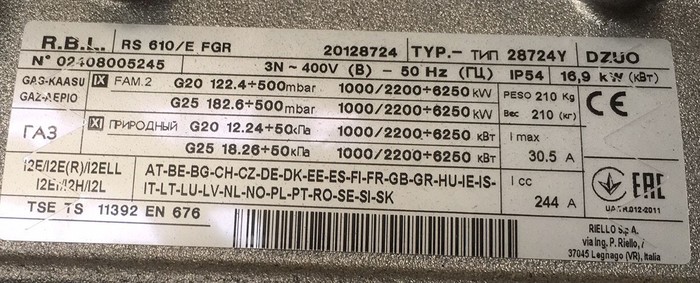 R.B.L. RS 610/E FGR 20128724 TYP.- ТИП 28724Y DZUO
N° 02408005245 3N ~ 400V (B) - 50 Hz (ГЦ) IP54 16,9 kW (кВт)
GAS-KAASU FAM.2 G20 122.4÷500mbar 1000/2200÷6250 kW PESO 210 Kg
GAZ-ΑΕΡΙΟ G25 182.6÷500mbar 1000/2200÷6250 kW Вес 210 (кг)
ГАЗ ПРИРОДНЫЙ G20 12.24÷50кПа 1000/2200÷6250 кВт I max
G25 18.26÷50кПа 1000/2200÷6250 кВт 30.5 A
I2E/I2E(R)/I2ELL AT-BE-BG-CH-CZ-DE-DK-EE-ES-FI-FR-GB-GR-HU-IE-IS- I cc
I2Er/I2H/I2L IT-LT-LU-LV-NL-NO-PL-PT-RO-SE-SI-SK 244 A
TSE TS 11392 EN 676
CE
EAC
RIELLO S.p.A.
via Ing. P. Riello,
37045 Legnago (VR), Italia